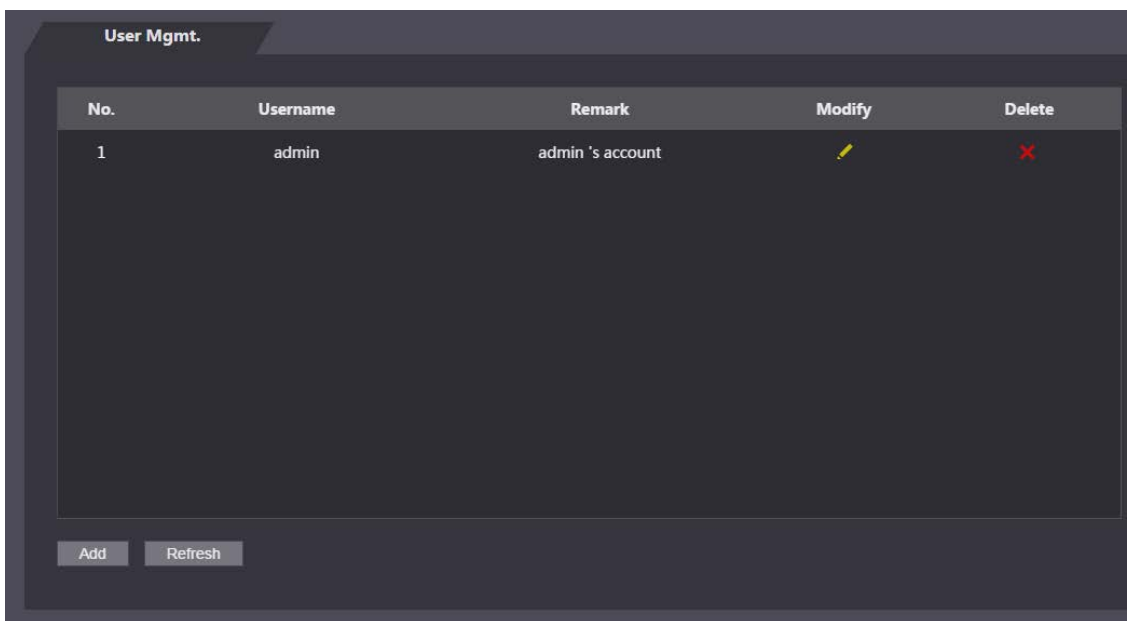 User Mgmt.
No. Username Remark Modify Delete
1 admin admin 's account
Add Refresh